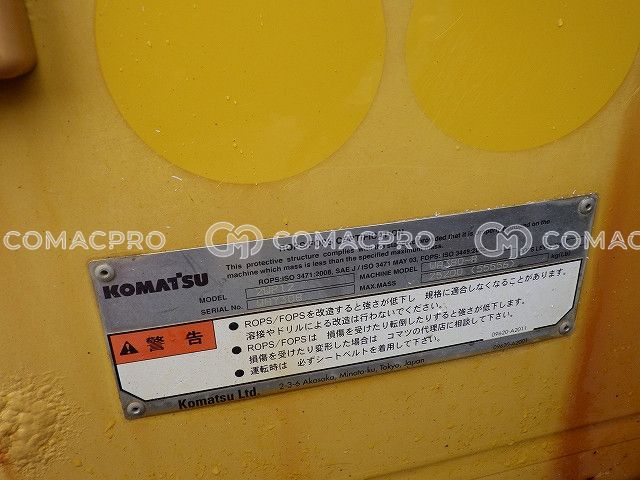 COMACPRO COMACPRO COMACPRO
This protective structure complies with
machine which mass is less than the specified maximum mass.
KOMATSU
ROPS:ISO 3471:2008, SAE J / ISO 3471 MAY 03, FOPS: ISO 3449:
MODEL
MACHINE MODEL
SERIAL No.
MAX.MASS
kg(Lb)
警告
● ROPS/FOPSを改造すると強さが低下し 規格に適合しなくなることがあります。
溶接やドリルによる改造は行わないでください。
● ROPS/FOPSは 損傷を受けたり転倒したりすると強さが低下します。
損傷を受けたり変形した場合は コマツの代理店に相談して下さい。
● 運転時は 必ずシートベルトを着用して下さい。
09620-A2011
Komatsu Ltd. 2-3-6 Akasaka, Minato-ku, Tokyo, Japan
09620-A2001